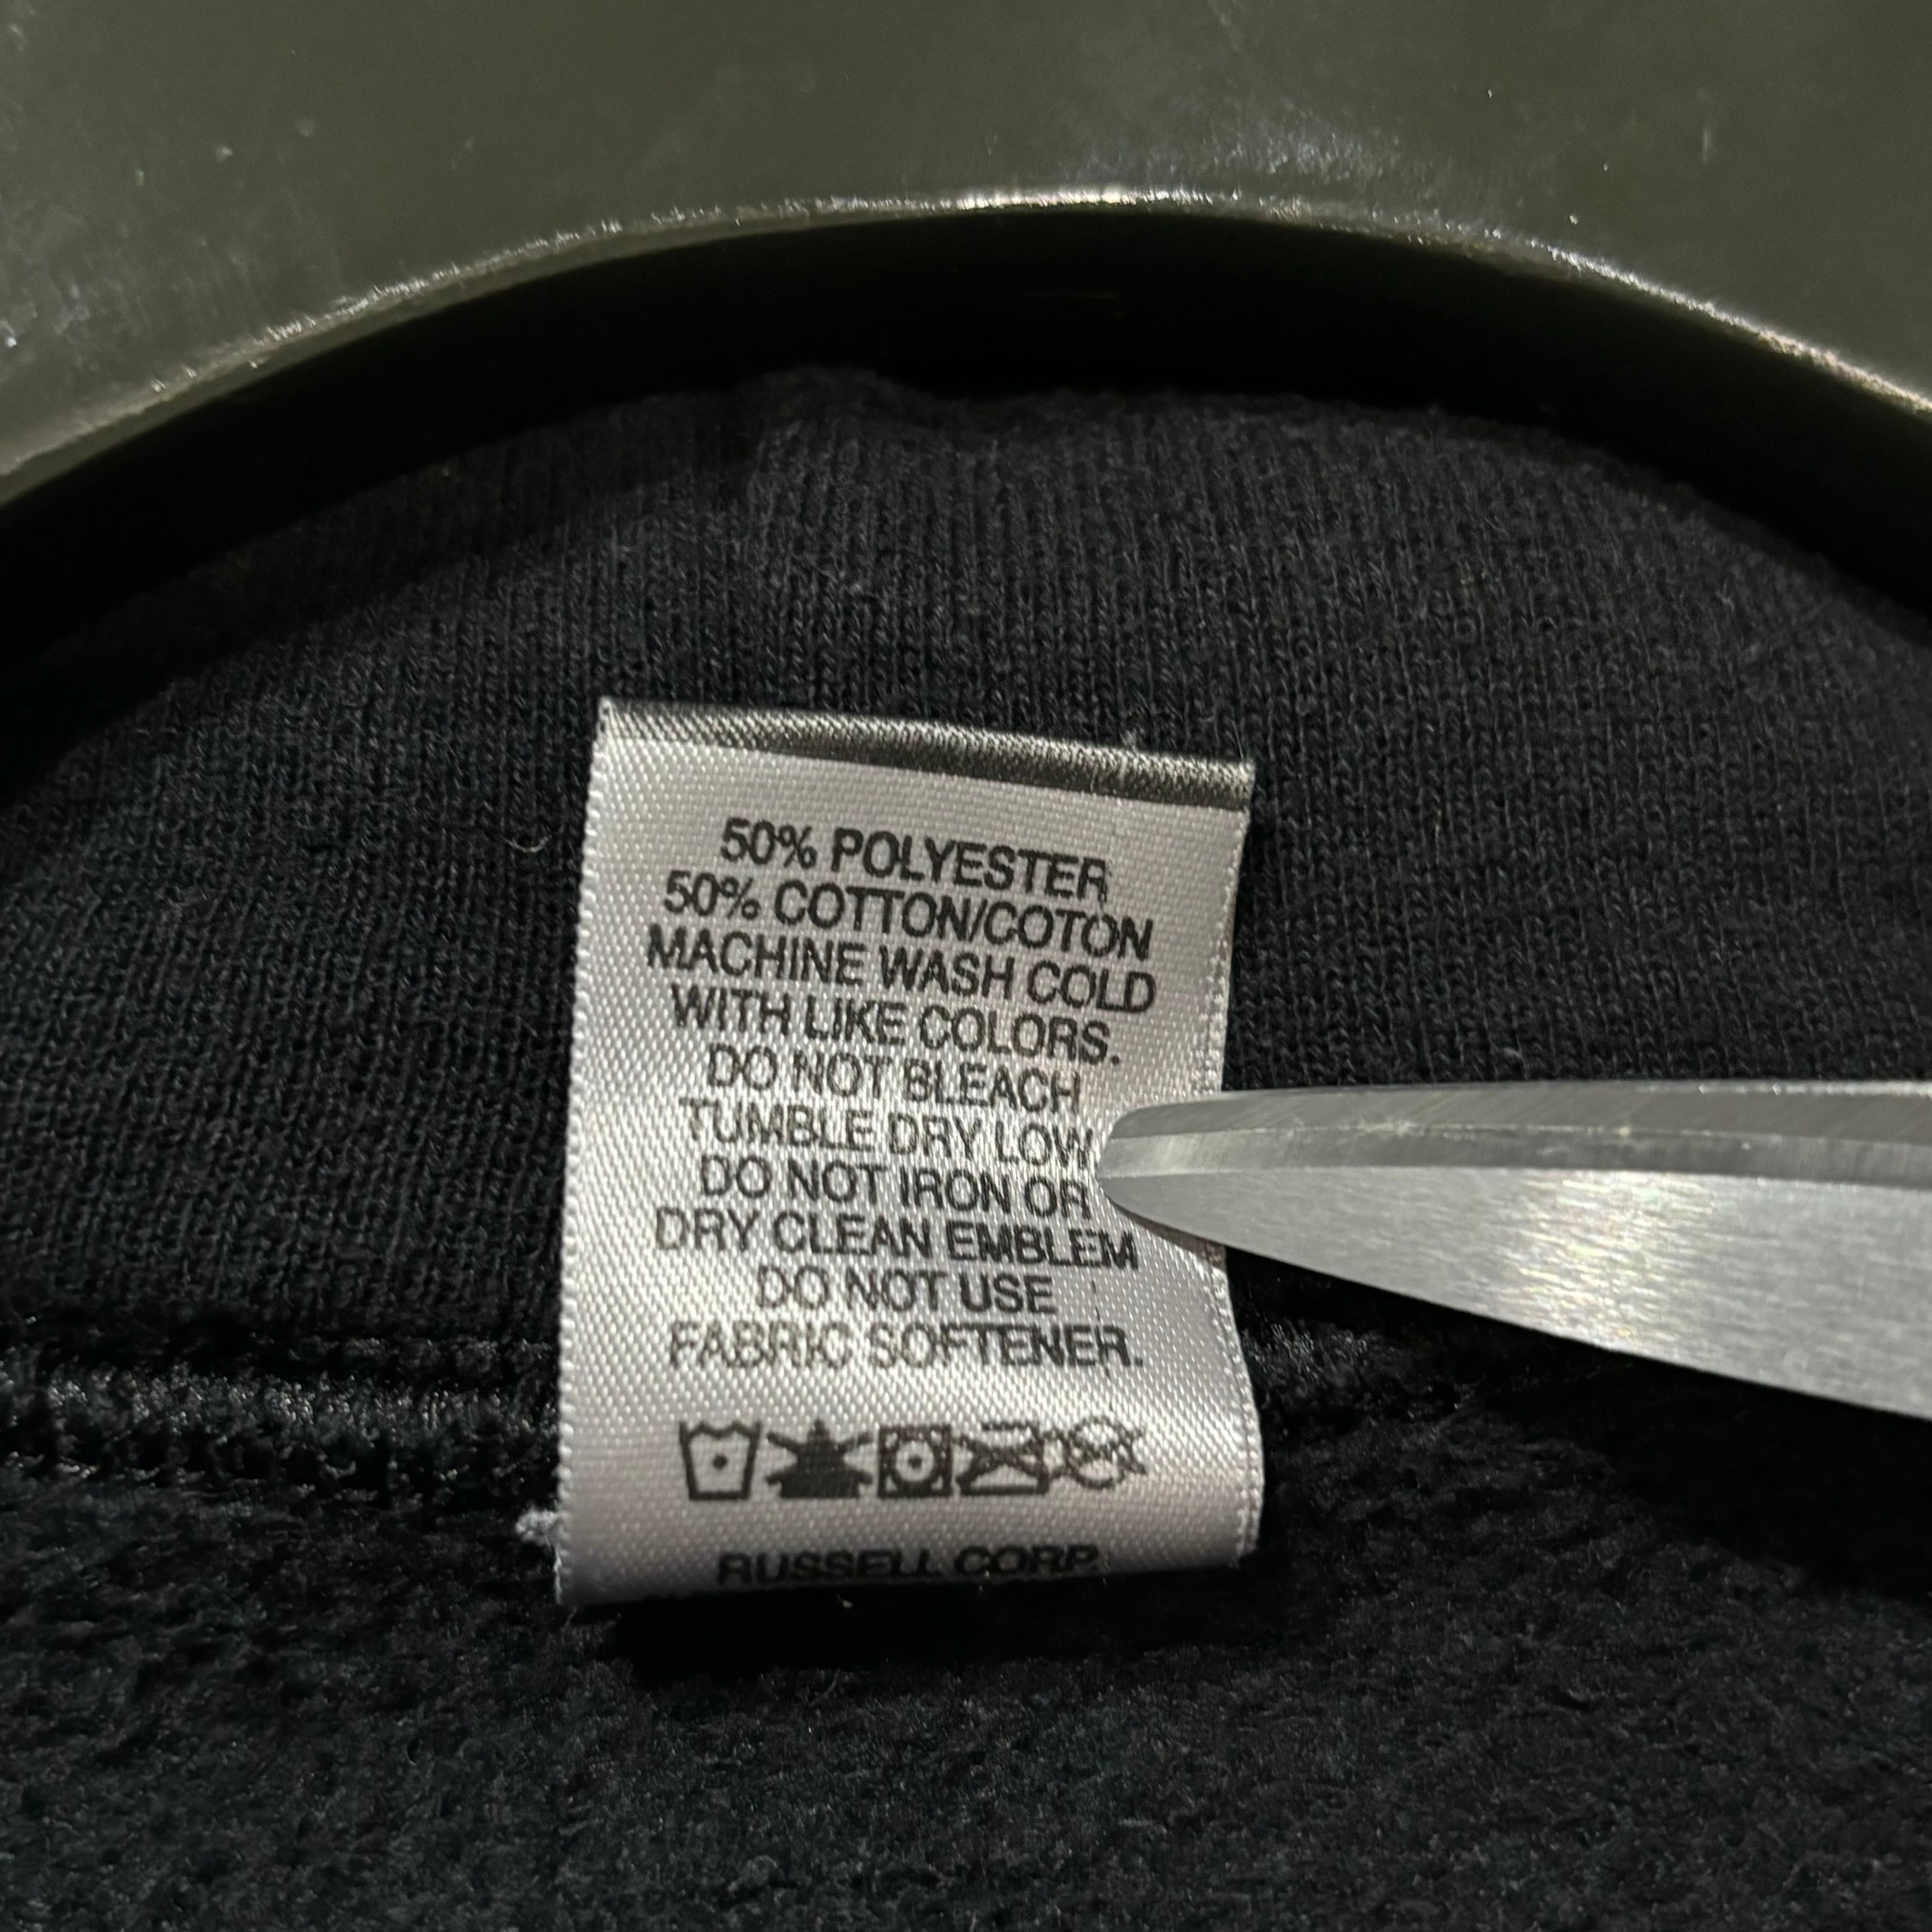 50% POLYESTER
50% COTTON/COTON
MACHINE WASH COLD
WITH LIKE COLORS.
DO NOT BLEACH
TUMBLE DRY LOW
DO NOT IRON OR
DRY CLEAN EMBLEM
DO NOT USE
FABRIC SOFTENER.
RUSSELL CORP.